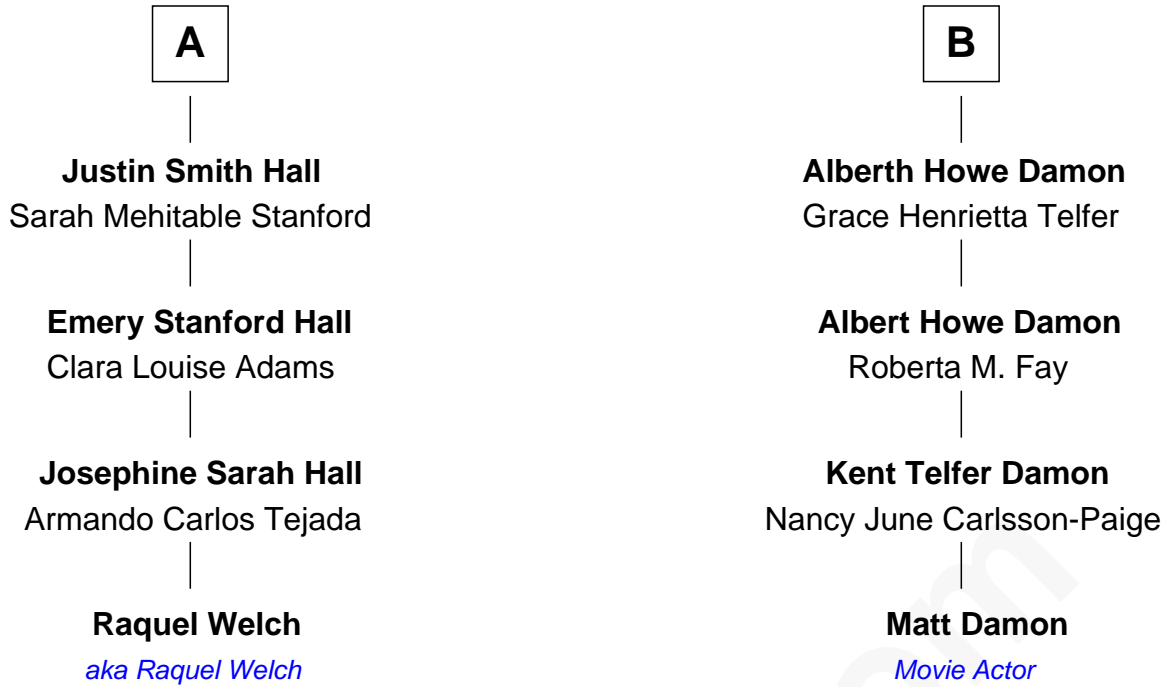 A
B
Justin Smith Hall
Sarah Mehitable Stanford
Alberth Howe Damon
Grace Henrietta Telfer
Emery Stanford Hall
Clara Louise Adams
Albert Howe Damon
Roberta M. Fay
Josephine Sarah Hall
Armando Carlos Tejada
Kent Telfer Damon
Nancy June Carlsson-Paige
Raquel Welch
aka Raquel Welch
Matt Damon
Movie Actor